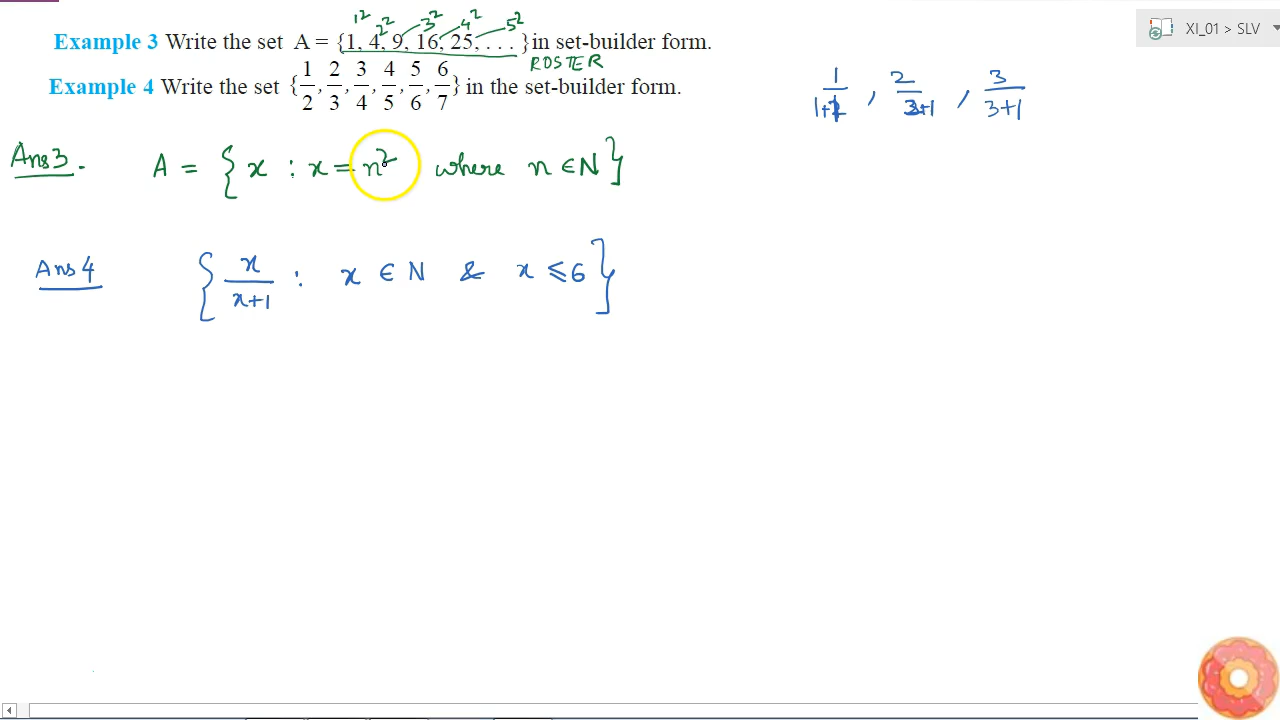 1² 2² 3² 4² 5²
Example 3 Write the set A = {1, 4, 9, 16, 25, . . . }in set-builder form.
ROSTER
Example 4 Write the set {1/2, 2/3, 3/4, 4/5, 5/6, 6/7} in the set-builder form.
XI_01 > SLV
1/1+1 , 2/2+1 , 3/3+1
Ans 3. A = { x : x = n² where n ∈ N }
Ans 4 { x/x+1 : x ∈ N & x ≤ 6 }